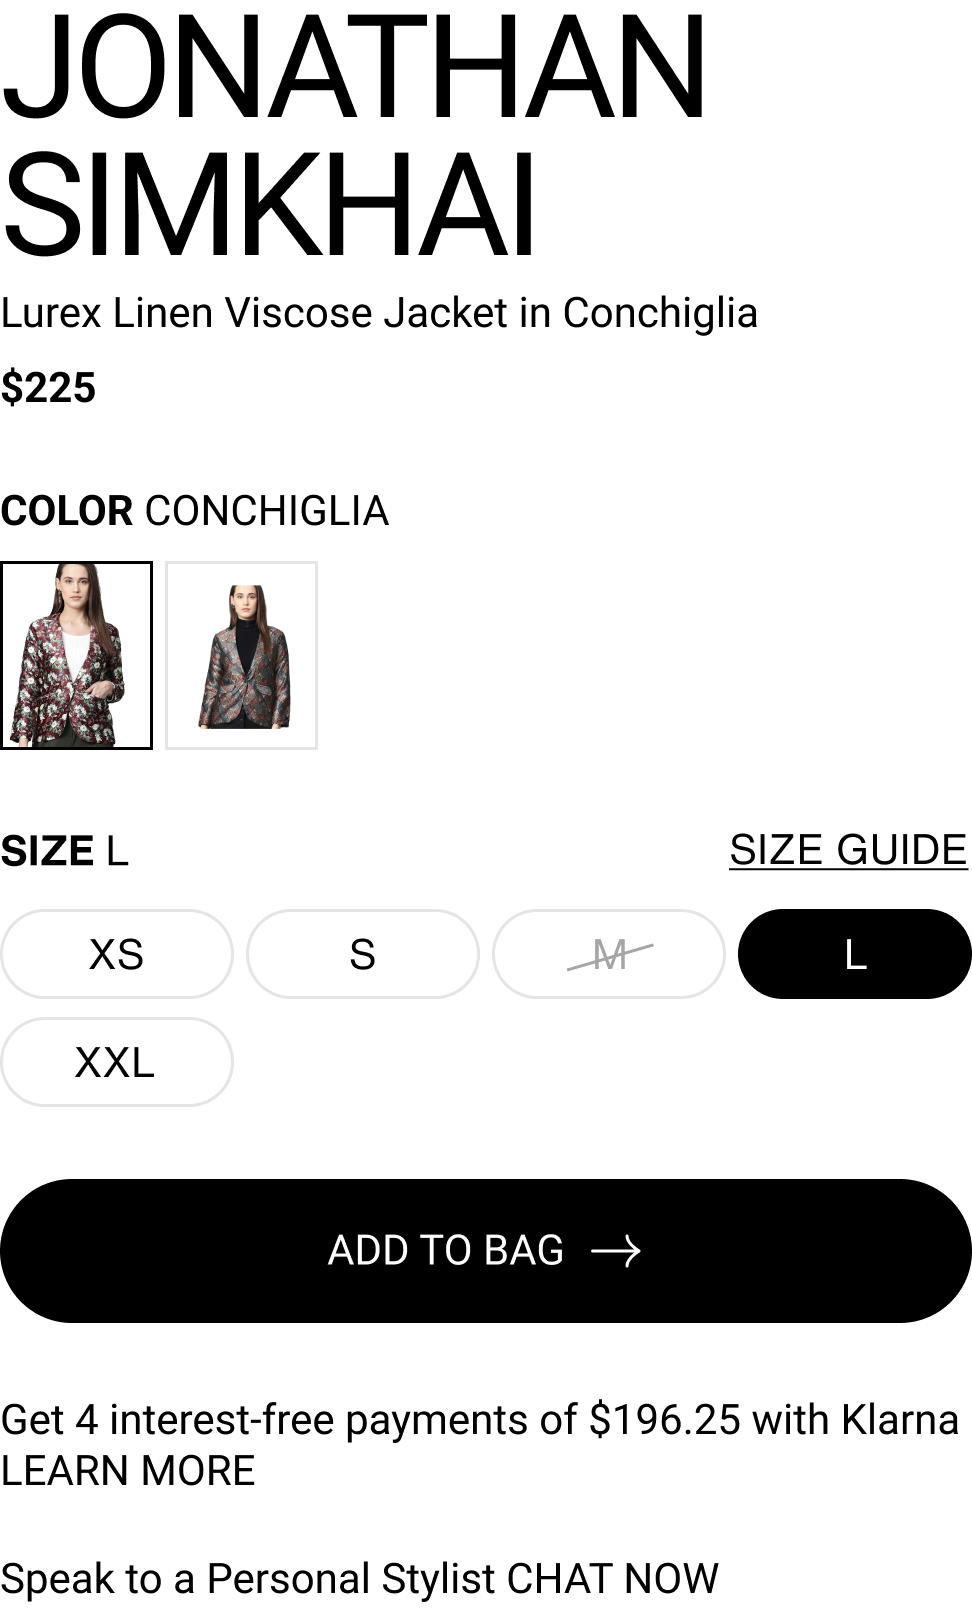 JONATHAN
SIMKHAI
Lurex Linen Viscose Jacket in Conchiglia
$225
COLOR CONCHIGLIA
SIZE L
SIZE GUIDE
XS
S
M
L
XXL
ADD TO BAG
Get 4 interest-free payments of $196.25 with Klarna
LEARN MORE
Speak to a Personal Stylist CHAT NOW